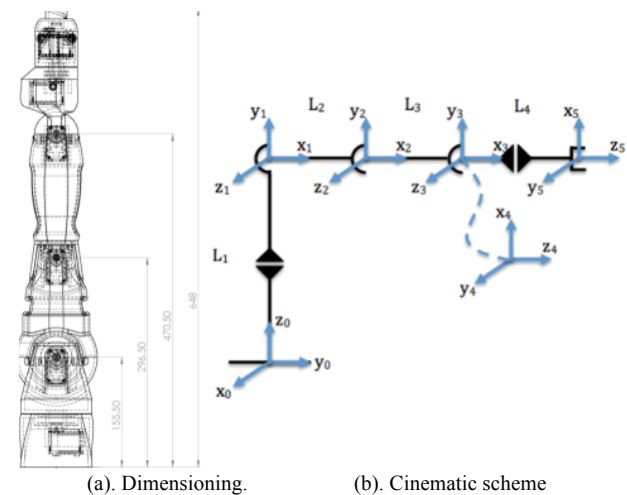 155.50
296.50
470.50
648
L₂ L₃ L₄
y₁ y₂ y₃ x₅
x₁ x₂ x₃ z₅
z₁ z₂ z₃ y₅
x₄
L₁ z₄
y₄
z₀
y₀
x₀
(a). Dimensioning. (b). Cinematic scheme